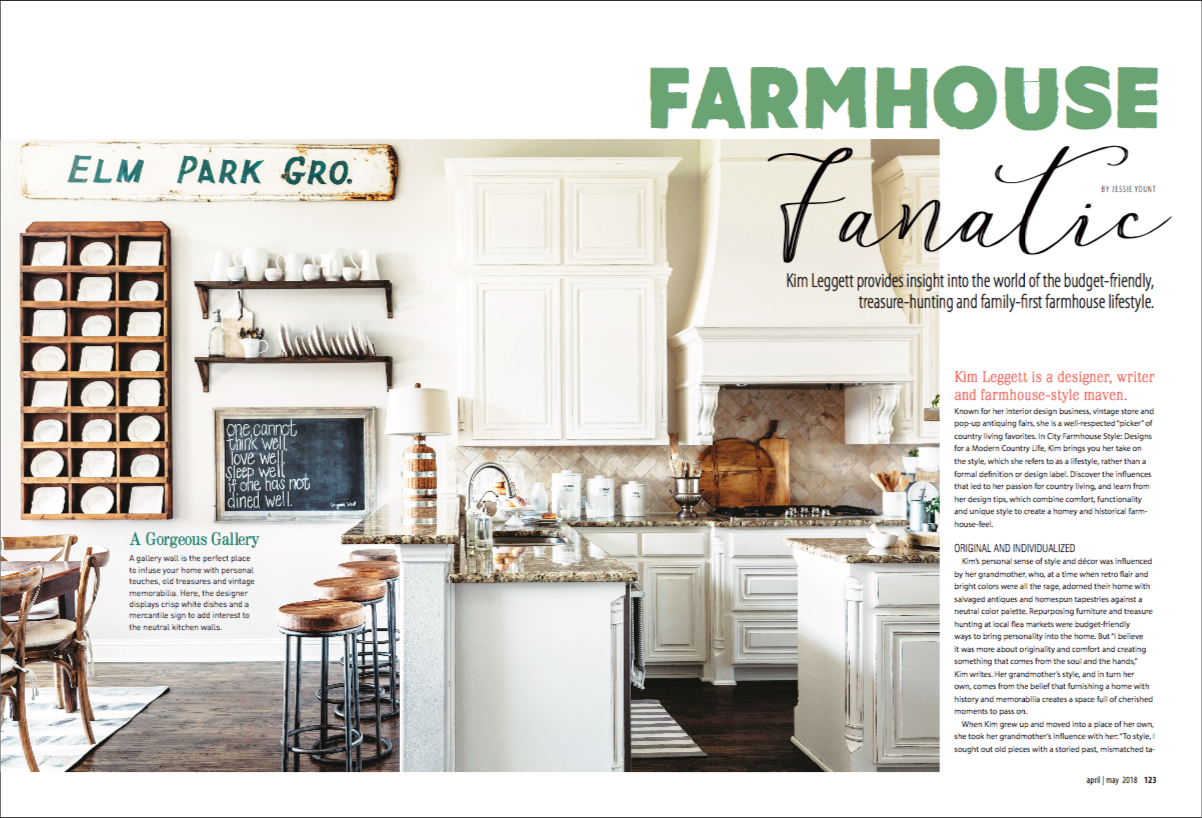 FARMHOUSE
Fanatic
BY JESSIE YOUNT
Kim Leggett provides insight into the world of the budget-friendly,
treasure-hunting and family-first farmhouse lifestyle.
ELM PARK GRO.
one cannot
think well,
love well,
sleep well,
if one has not
dined well.
A Gorgeous Gallery
A gallery wall is the perfect place
to infuse your home with personal
touches, old treasures and vintage
memorabilia. Here, the designer
displays crisp white dishes and a
mercantile sign to add interest to
the neutral kitchen walls.
Kim Leggett is a designer, writer
and farmhouse-style maven.
Known for her interior design business, vintage store and
pop-up antiquing fairs, she is a well-respected "picker" of
country living favorites. In City Farmhouse Style: Designs
for a Modern Country Life, Kim brings you her take on
the style, which she refers to as a lifestyle, rather than a
formal definition or design label. Discover the influences
that led to her passion for country living, and learn from
her design tips, which combine comfort, functionality
and unique style to create a homey and historical farm-
house-feel.
ORIGINAL AND INDIVIDUALIZED
Kim's personal sense of style and décor was influenced
by her grandmother, who, at a time when retro flair and
bright colors were all the rage, adorned their home with
salvaged antiques and homespun tapestries against a
neutral color palette. Repurposing furniture and treasure
hunting at local flea markets were budget-friendly
ways to bring personality into the home. But "I believe
it was more about originality and comfort and creating
something that comes from the soul and the hands,"
Kim writes. Her grandmother's style, and in turn her
own, comes from the belief that furnishing a home with
history and memorabilia creates a space full of cherished
moments to pass on.
When Kim grew up and moved into a place of her own,
she took her grandmother's influence with her: "To style, I
sought out old pieces with a storied past, mismatched ta-
april | may 2018 123